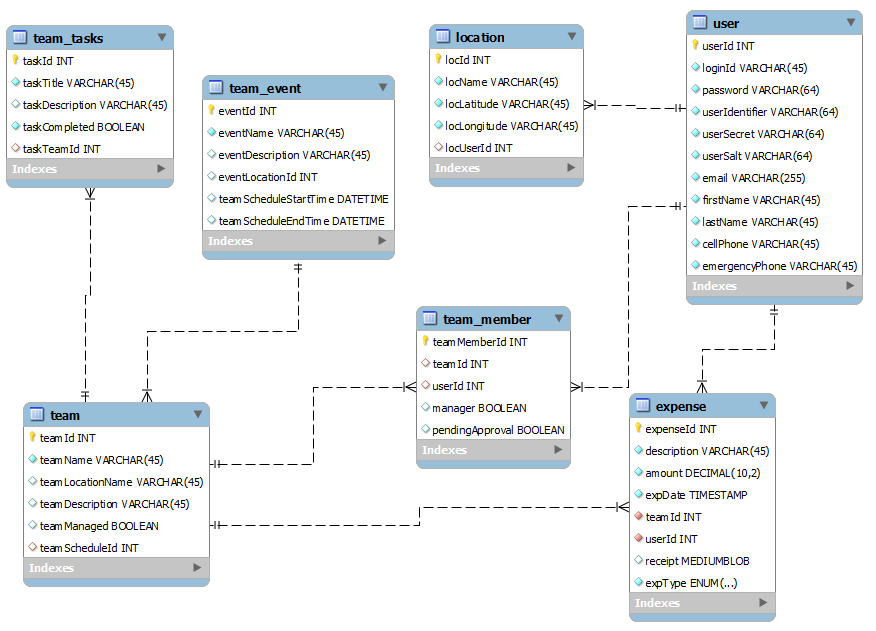 team_tasks
taskId INT
taskTitle VARCHAR(45)
taskDescription VARCHAR(45)
taskCompleted BOOLEAN
taskTeamId INT
Indexes
team_event
eventId INT
eventName VARCHAR(45)
eventDescription VARCHAR(45)
eventLocationId INT
teamScheduleStartTime DATETIME
teamScheduleEndTime DATETIME
Indexes
location
locId INT
locName VARCHAR(45)
locLatitude VARCHAR(45)
locLongitude VARCHAR(45)
locUserId INT
Indexes
user
userId INT
loginId VARCHAR(45)
password VARCHAR(64)
userIdentifier VARCHAR(64)
userSecret VARCHAR(64)
userSalt VARCHAR(64)
email VARCHAR(255)
firstName VARCHAR(45)
lastName VARCHAR(45)
cellPhone VARCHAR(45)
emergencyPhone VARCHAR(45)
Indexes
team_member
teamMemberId INT
teamId INT
userId INT
manager BOOLEAN
pendingApproval BOOLEAN
Indexes
team
teamId INT
teamName VARCHAR(45)
teamLocationName VARCHAR(45)
teamDescription VARCHAR(45)
teamManaged BOOLEAN
teamScheduleId INT
Indexes
expense
expenseId INT
description VARCHAR(45)
amount DECIMAL(10,2)
expDate TIMESTAMP
teamId INT
userId INT
receipt MEDIUMBLOB
expType ENUM(...)
Indexes